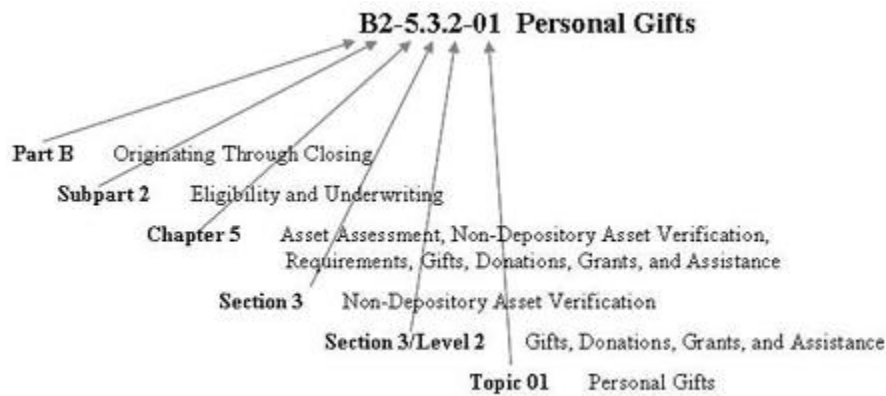 B2-5.3.2-01 Personal Gifts
Part B Originating Through Closing
Subpart 2 Eligibility and Underwriting
Chapter 5 Asset Assessment, Non-Depository Asset Verification,
Requirements, Gifts, Donations, Grants, and Assistance
Section 3 Non-Depository Asset Verification
Section 3/Level 2 Gifts, Donations, Grants, and Assistance
Topic 01 Personal Gifts